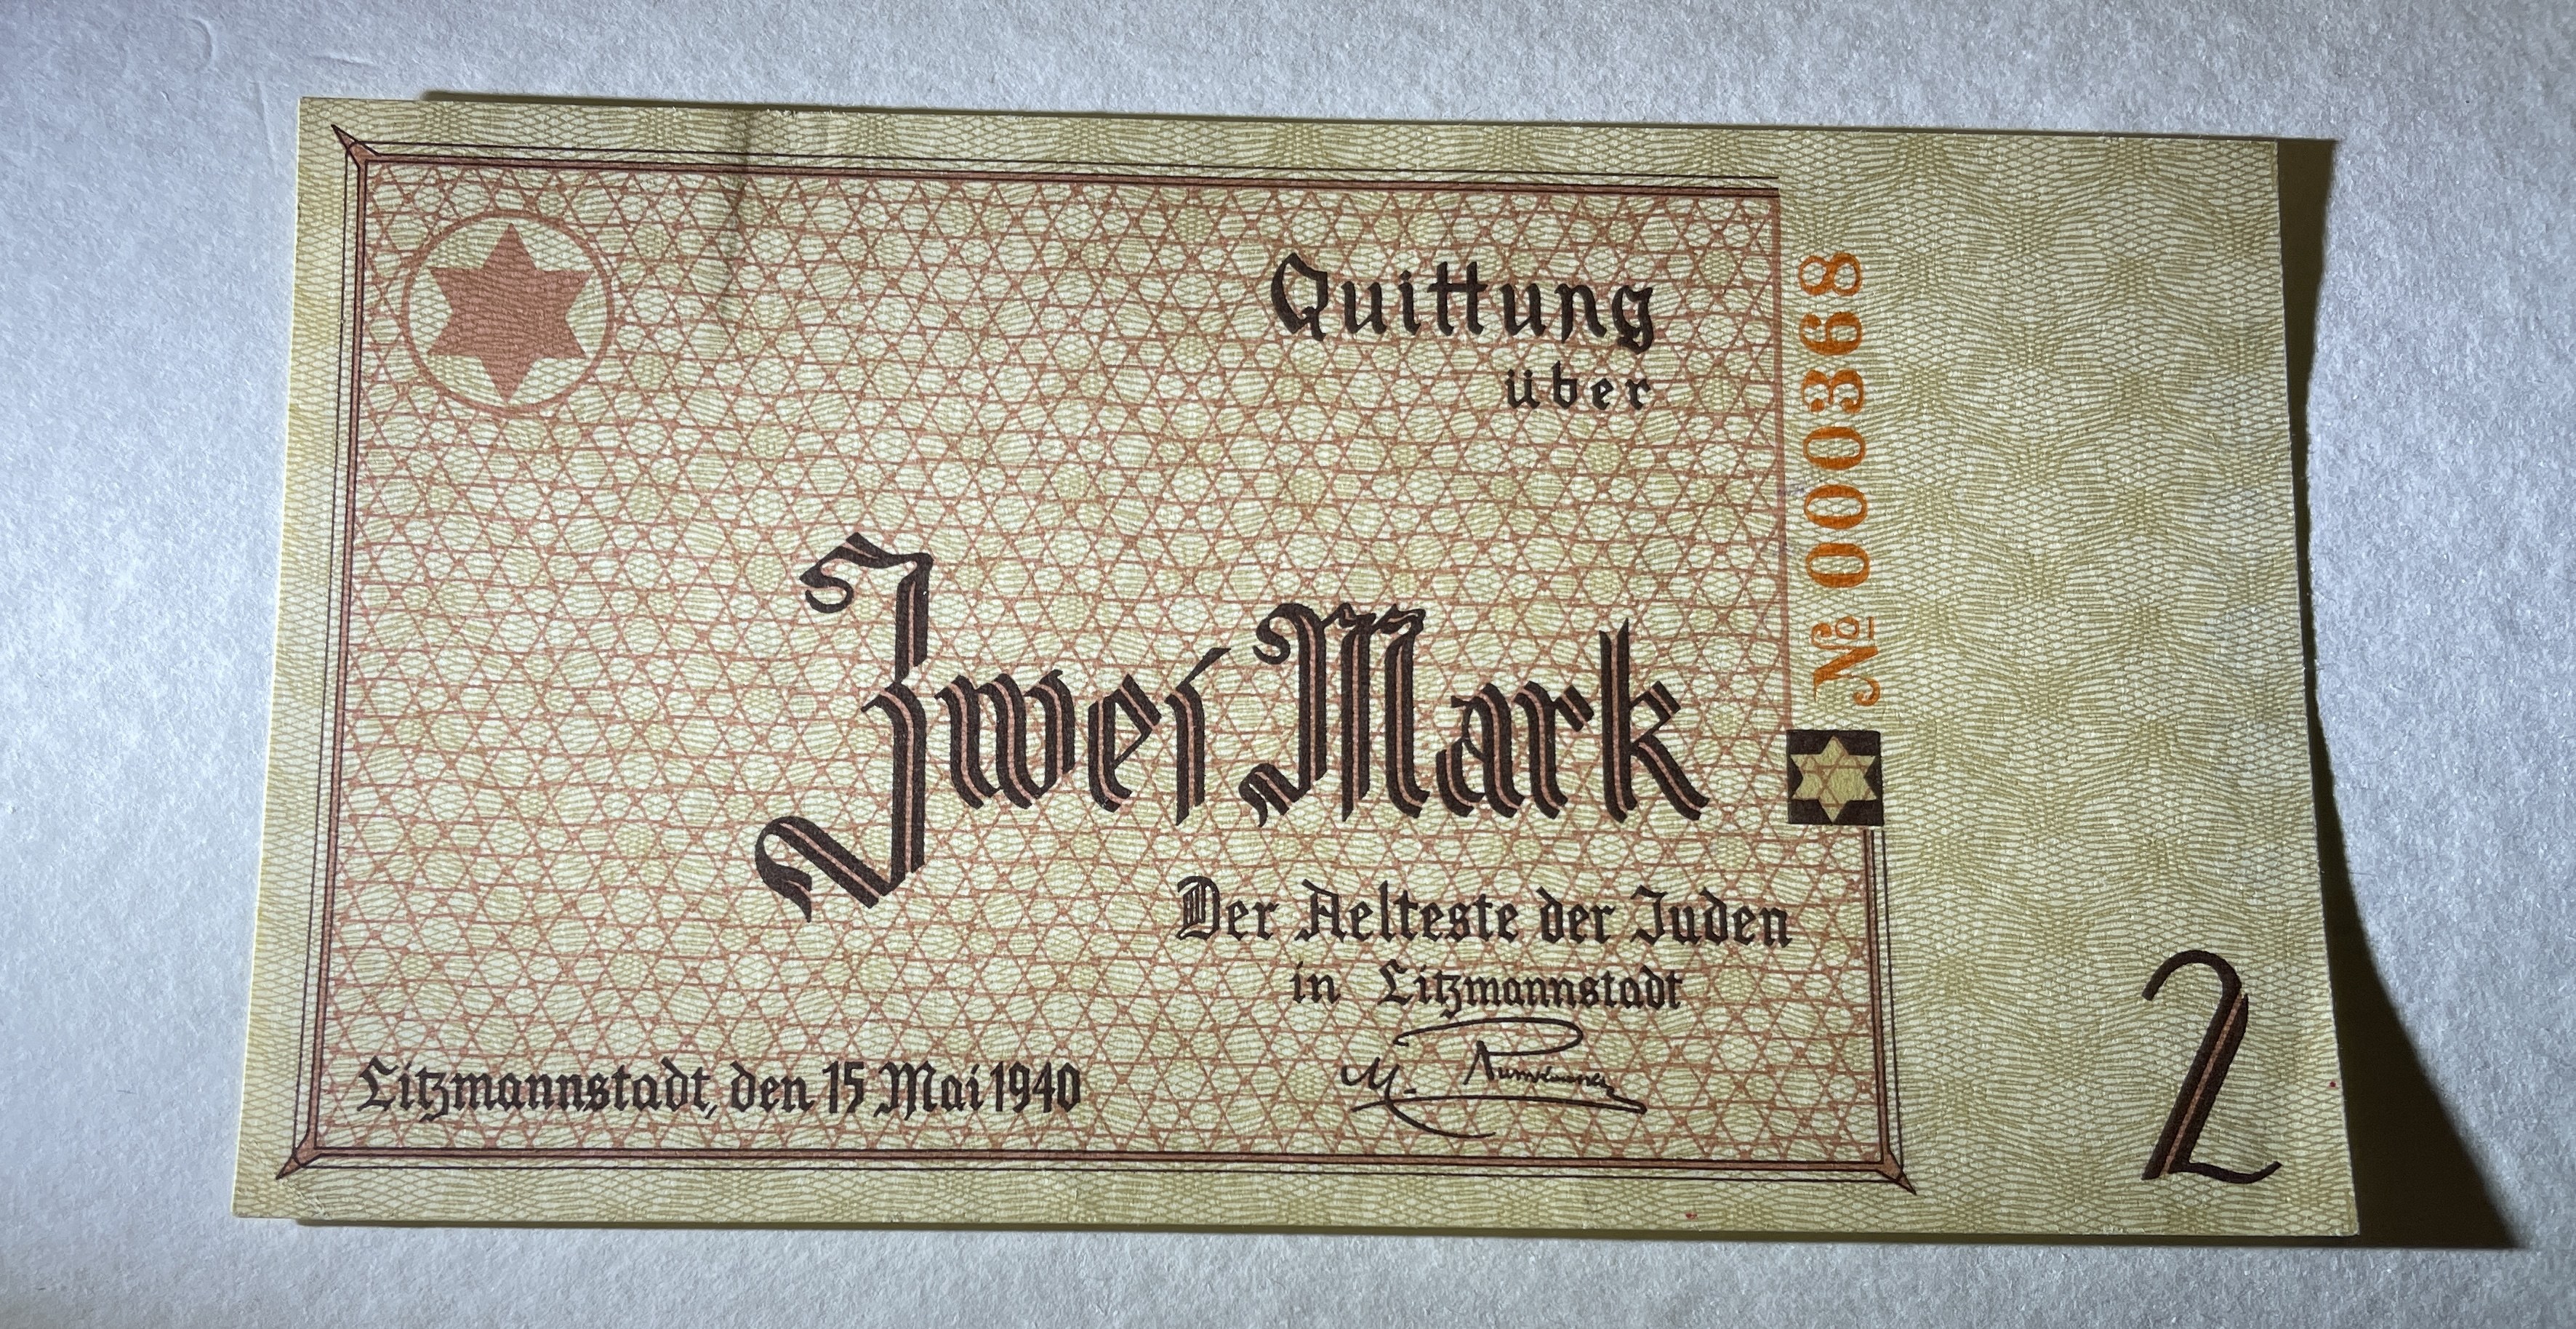 Quittung
über
№ 000368
Zwei Mark
Der Aelteste der Juden
in Litzmannstadt
M.
Litzmannstadt, den 15 Mai 1940
2